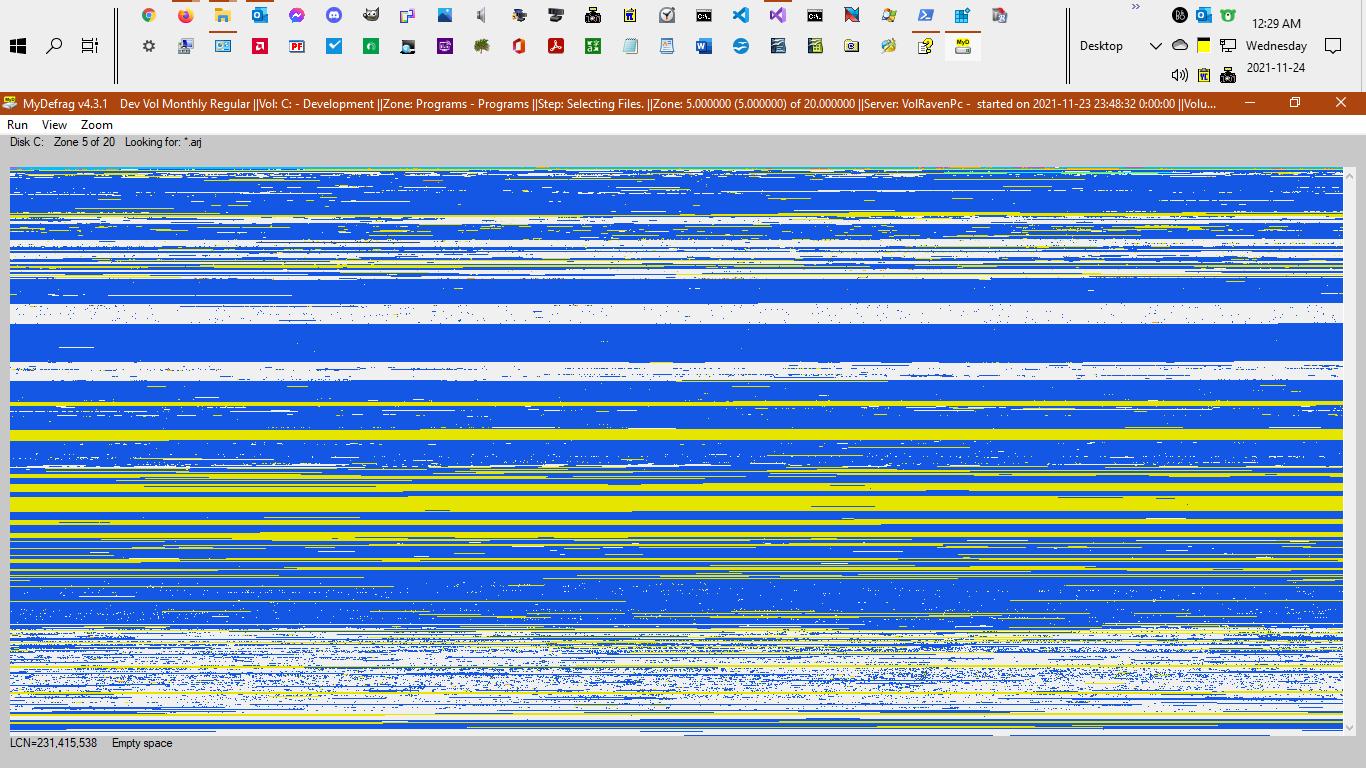 12:29 AM
Desktop
Wednesday
2021-11-24
MyDefrag v4.3.1 Dev Vol Monthly Regular ||Vol: C: - Development ||Zone: Programs - Programs ||Step: Selecting Files. ||Zone: 5.000000 (5.000000) of 20.000000 ||Server: VolRavenPc - started on 2021-11-23 23:48:32 0:00:00 ||Volu...
Run View Zoom
Disk C: Zone 5 of 20 Looking for: *.arj
LCN=231,415,538 Empty space